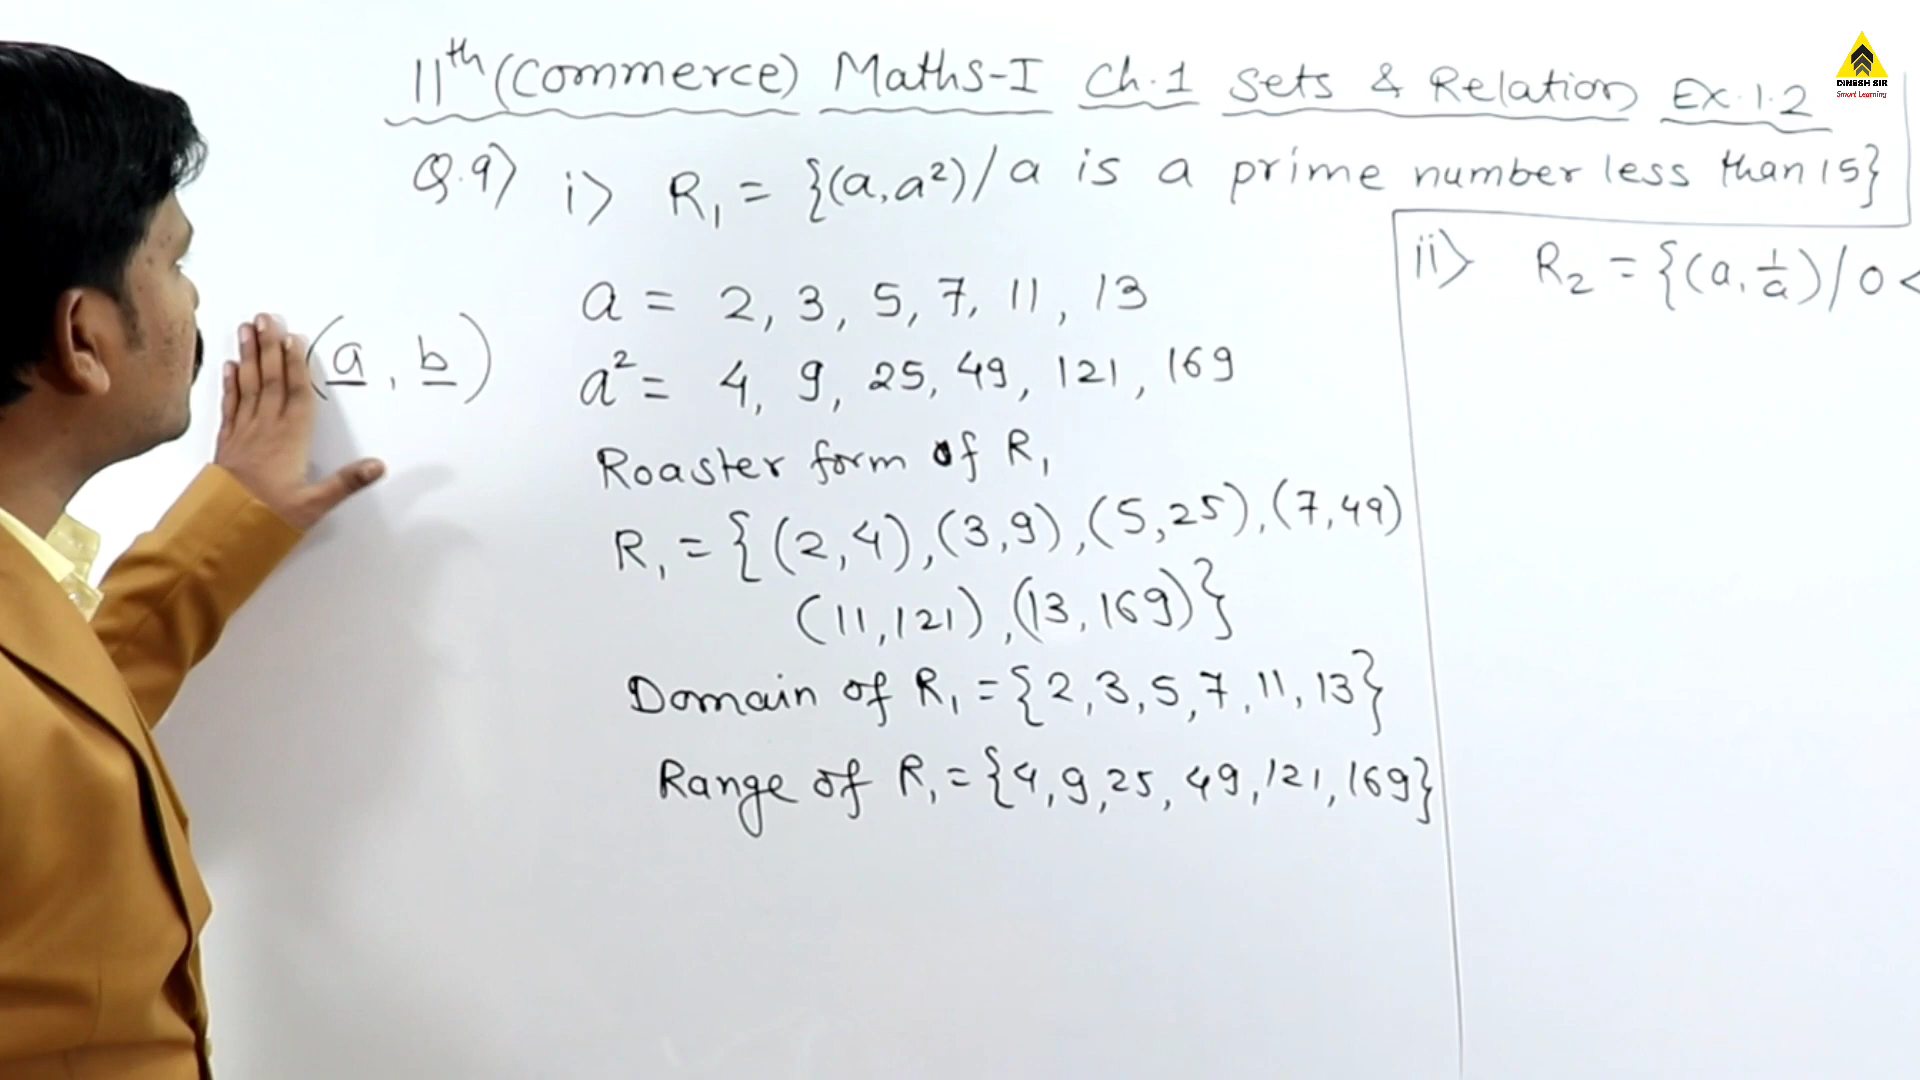 11th (Commerce) Maths-I Ch.1 Sets & Relation Ex.1.2
Q.9) i) R₁ = {(a,a²)/a is a prime number less than 15}
a = 2, 3, 5, 7, 11, 13
(a, b)
a² = 4, 9, 25, 49, 121, 169
Roaster form of R₁
R₁ = {(2,4),(3,9),(5,25),(7,49)
(11,121),(13,169)}
Domain of R₁ = {2,3,5,7,11,13}
Range of R₁ = {4,9,25,49,121,169}
ii) R₂ = {(a,1/a)/0<
DINESH SIR
Smart Learning